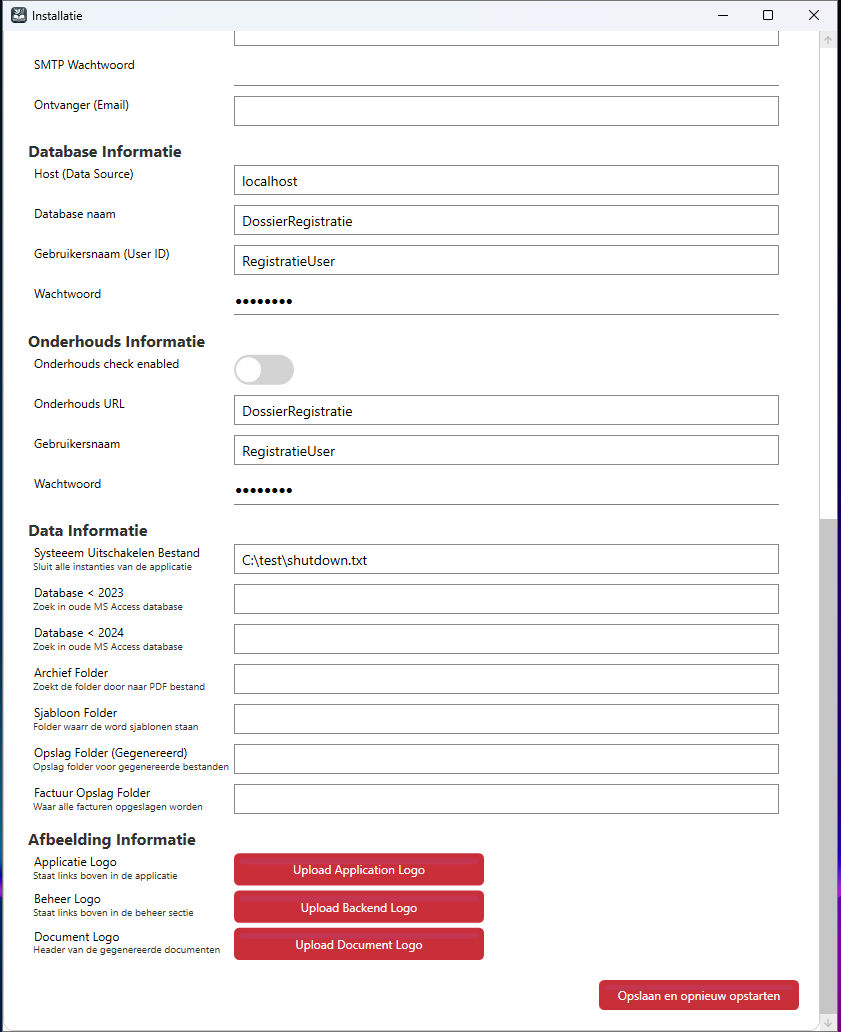 Installatie
SMTP Wachtwoord
Ontvanger (Email)
Database Informatie
Host (Data Source)
localhost
Database naam
DossierRegistratie
Gebruikersnaam (User ID)
RegistratieUser
Wachtwoord
••••••••
Onderhouds Informatie
Onderhouds check enabled
Onderhouds URL
DossierRegistratie
Gebruikersnaam
RegistratieUser
Wachtwoord
••••••••
Data Informatie
Systeeem Uitschakelen Bestand
Sluit alle instanties van de applicatie
C:\test\shutdown.txt
Database < 2023
Zoek in oude MS Access database
Database < 2024
Zoek in oude MS Access database
Archief Folder
Zoekt de folder door naar PDF bestand
Sjabloon Folder
Folder waarr de word sjablonen staan
Opslag Folder (Gegenereerd)
Opslag folder voor gegenereerde bestanden
Factuur Opslag Folder
Waar alle facturen opgeslagen worden
Afbeelding Informatie
Applicatie Logo
Staat links boven in de applicatie
Upload Application Logo
Beheer Logo
Staat links boven in de beheer sectie
Upload Backend Logo
Document Logo
Header van de gegenereerde documenten
Upload Document Logo
Opslaan en opnieuw opstarten